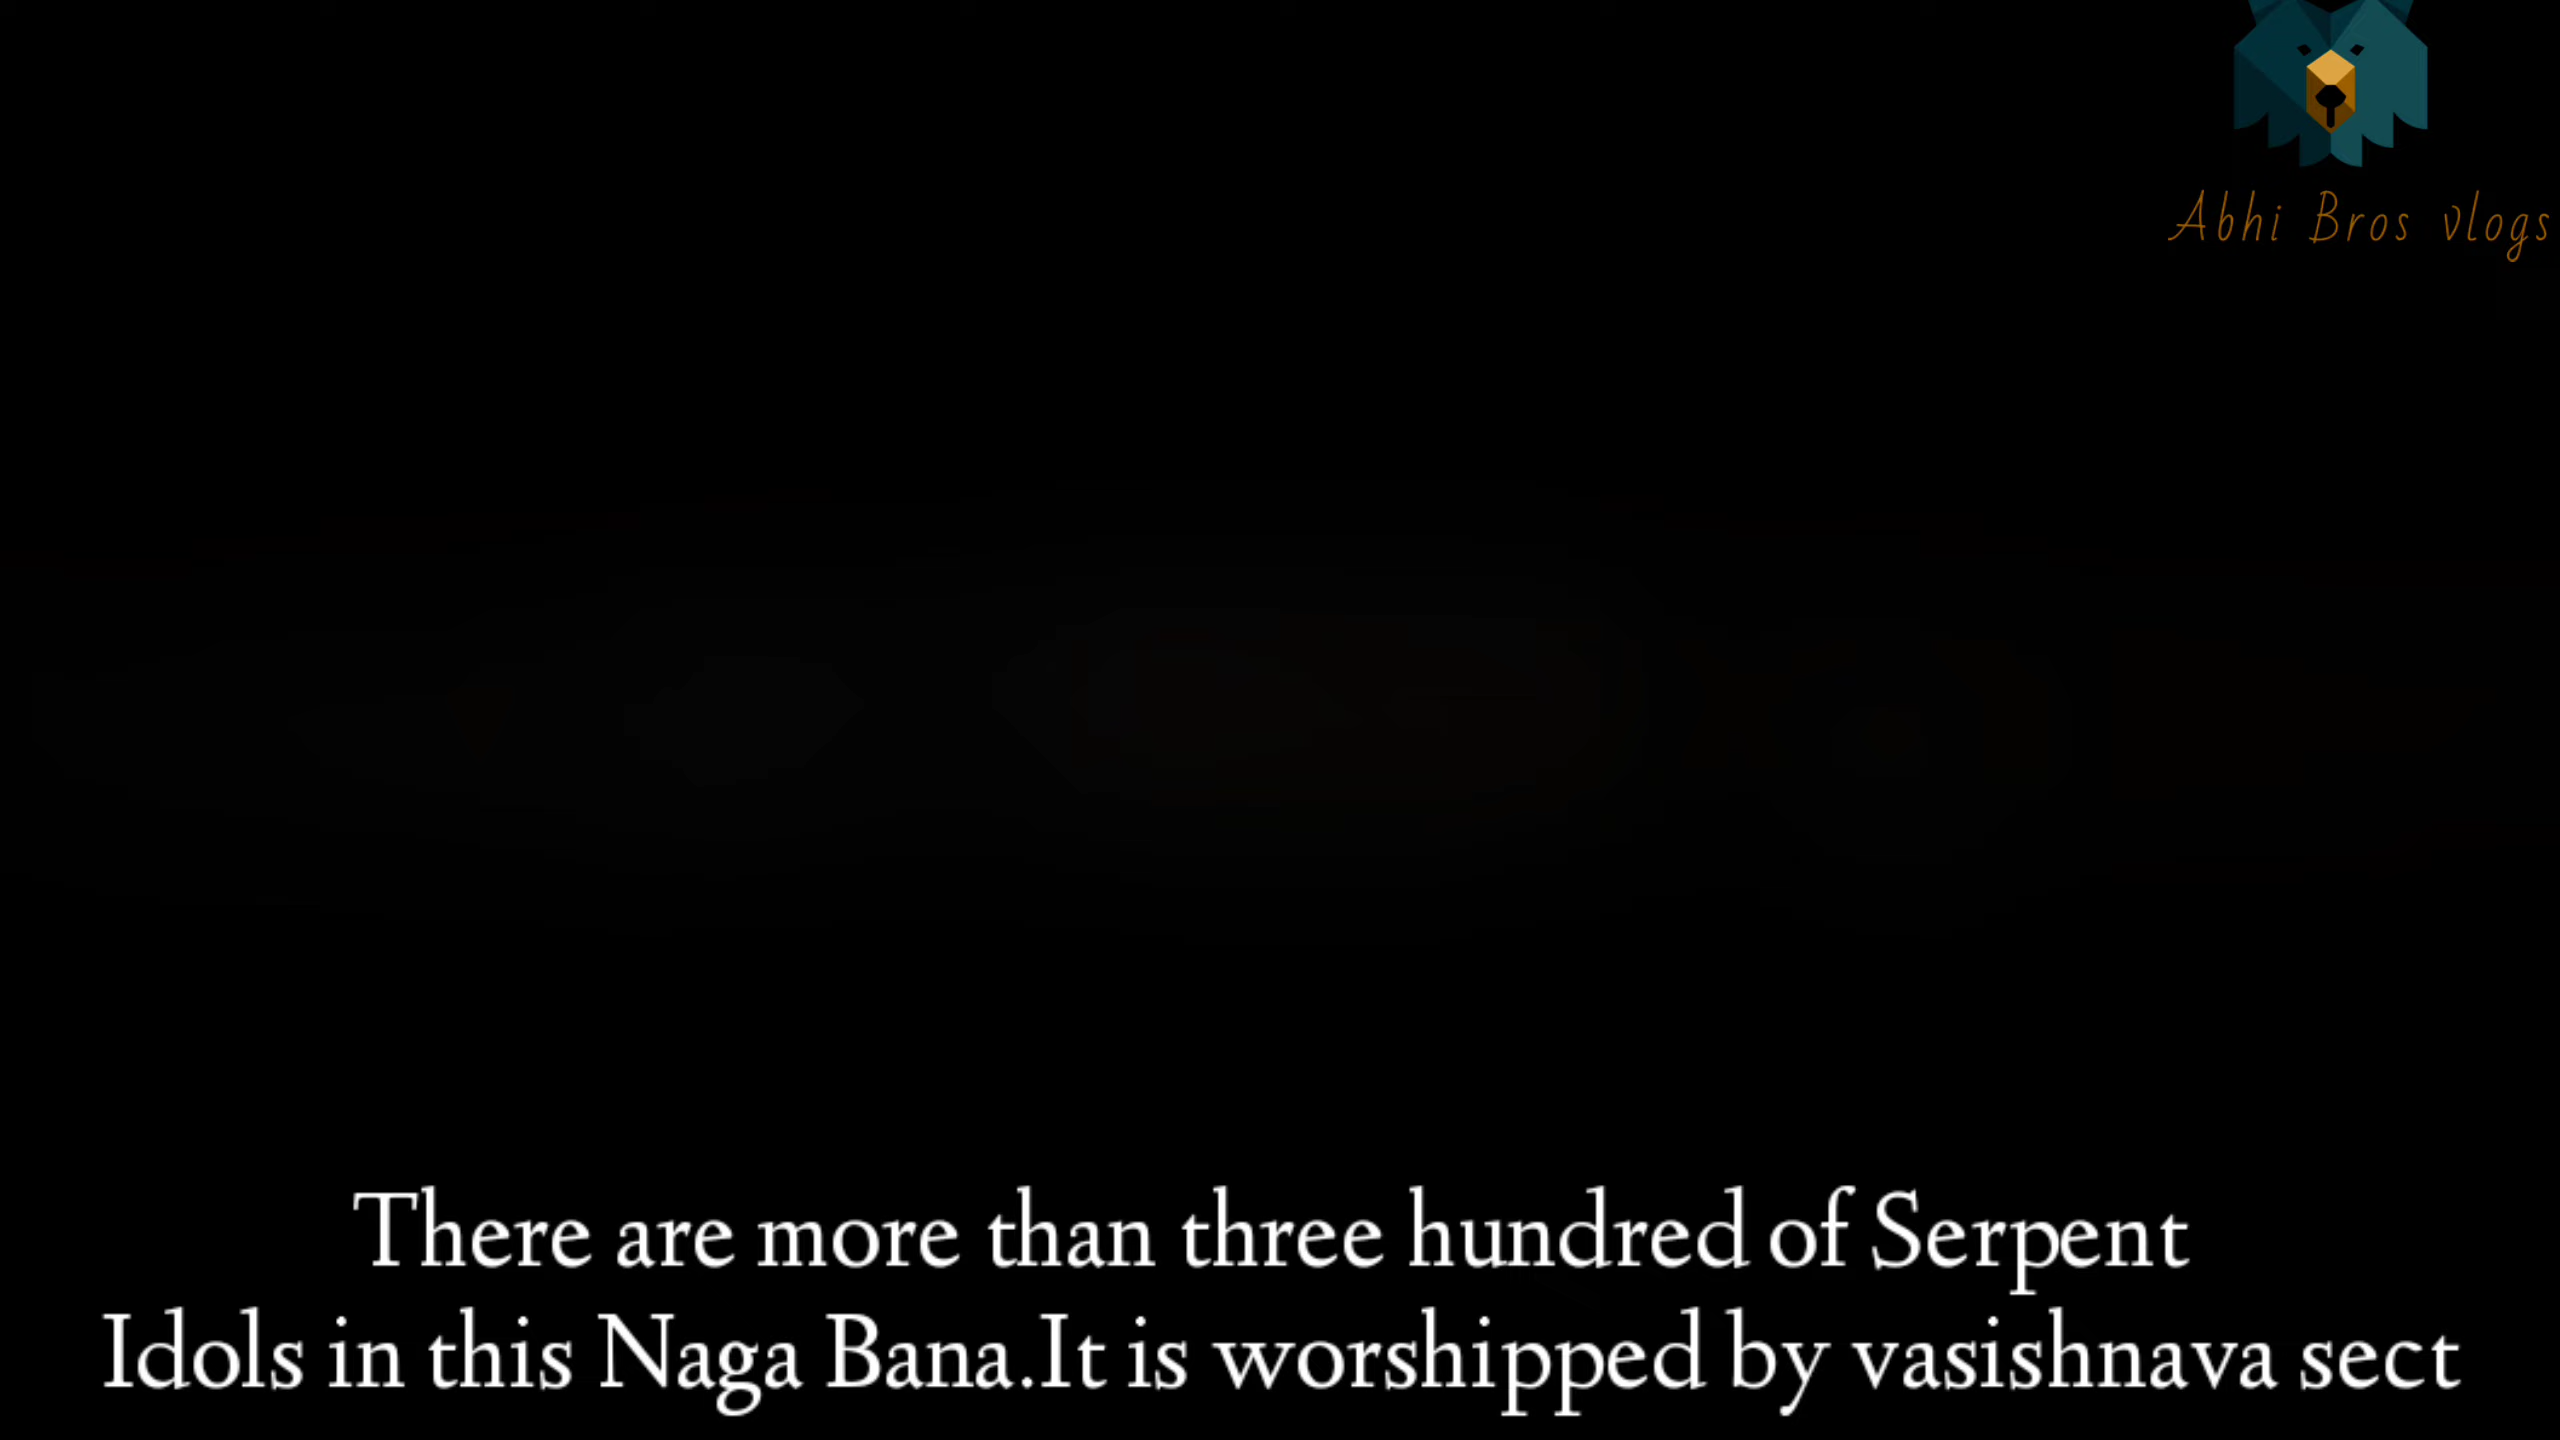 Abhi Bros vlogs
There are more than three hundred of Serpent
Idols in this Naga Bana.It is worshipped by vasishnava sect